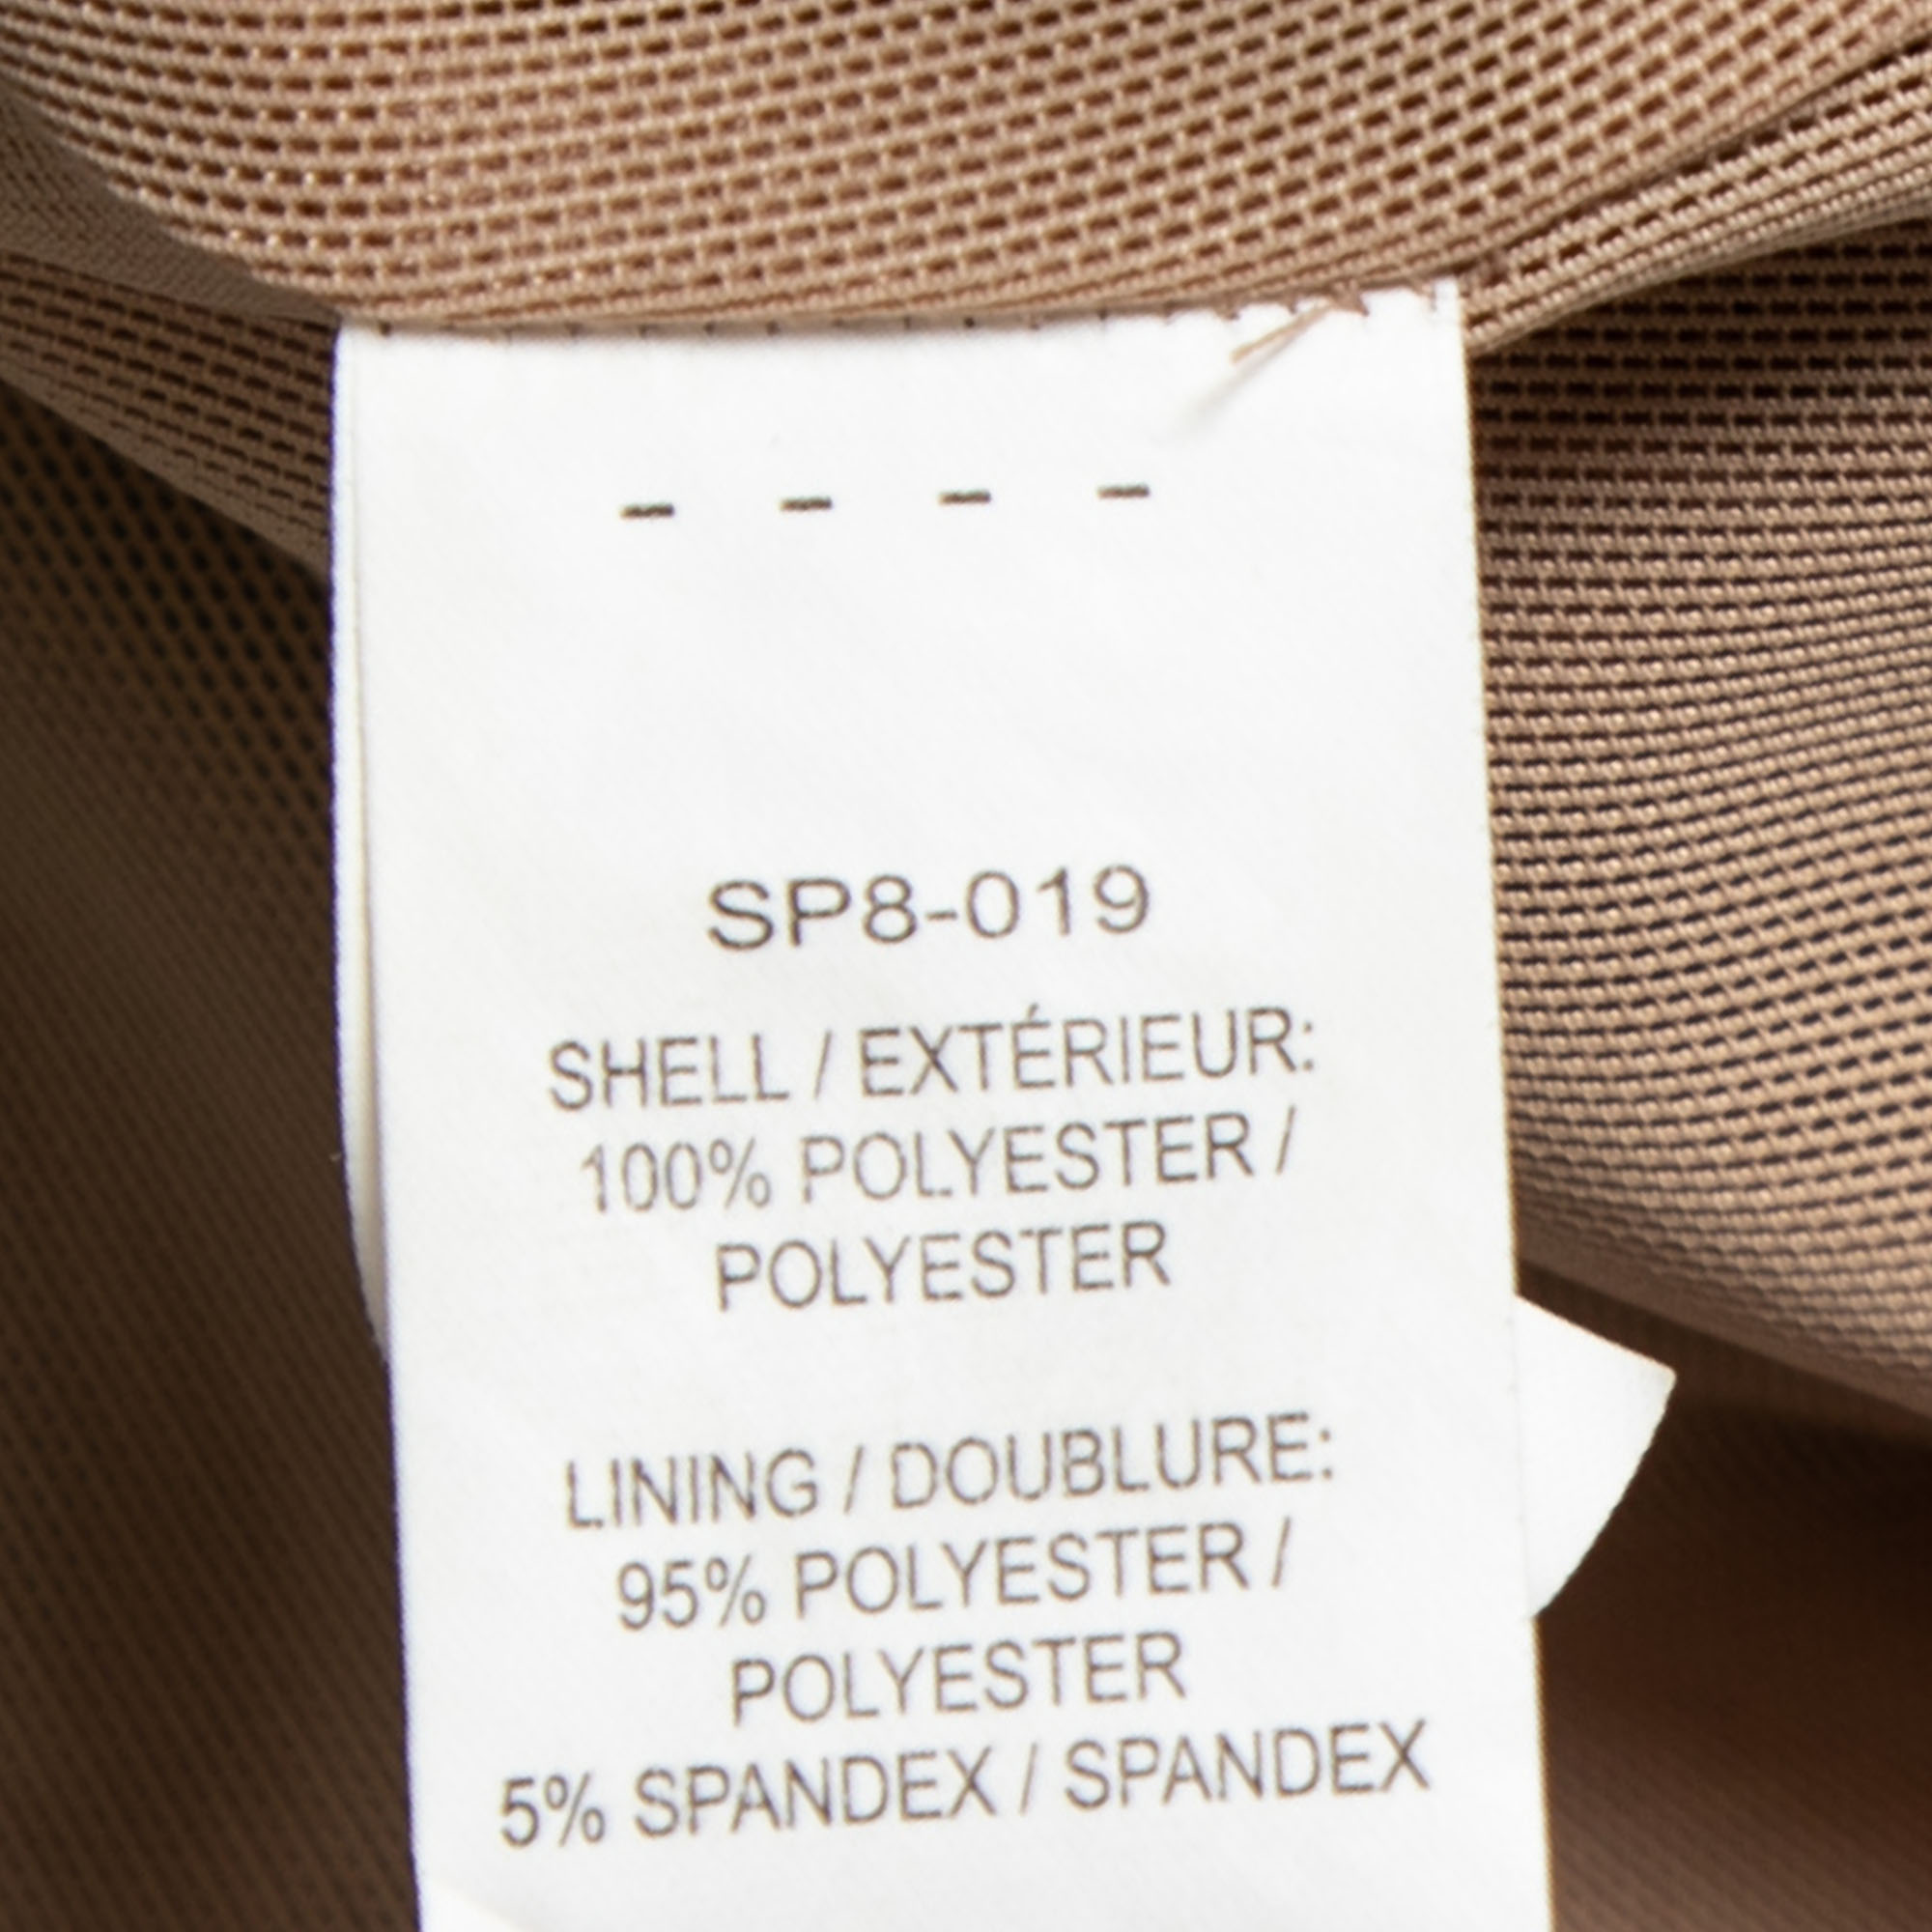 - - - -
SP8-019
SHELL / EXTÉRIEUR:
100% POLYESTER /
POLYESTER
LINING / DOUBLURE:
95% POLYESTER /
POLYESTER
5% SPANDEX / SPANDEX